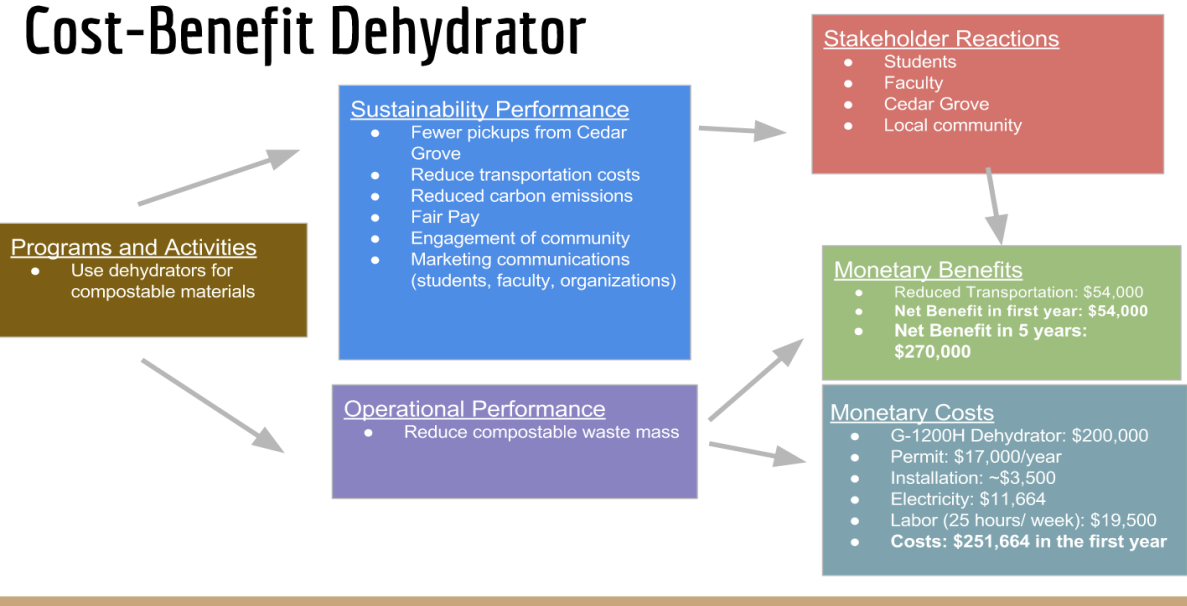 Cost-Benefit Dehydrator
Stakeholder Reactions
● Students
● Faculty
● Cedar Grove
● Local community
Sustainability Performance
● Fewer pickups from Cedar
Grove
● Reduce transportation costs
● Reduced carbon emissions
● Fair Pay
● Engagement of community
● Marketing communications
(students, faculty, organizations)
Programs and Activities
● Use dehydrators for
compostable materials
Monetary Benefits
● Reduced Transportation: $54,000
● Net Benefit in first year: $54,000
● Net Benefit in 5 years:
$270,000
Operational Performance
● Reduce compostable waste mass
Monetary Costs
● G-1200H Dehydrator: $200,000
● Permit: $17,000/year
● Installation: ~$3,500
● Electricity: $11,664
● Labor (25 hours/ week): $19,500
● Costs: $251,664 in the first year